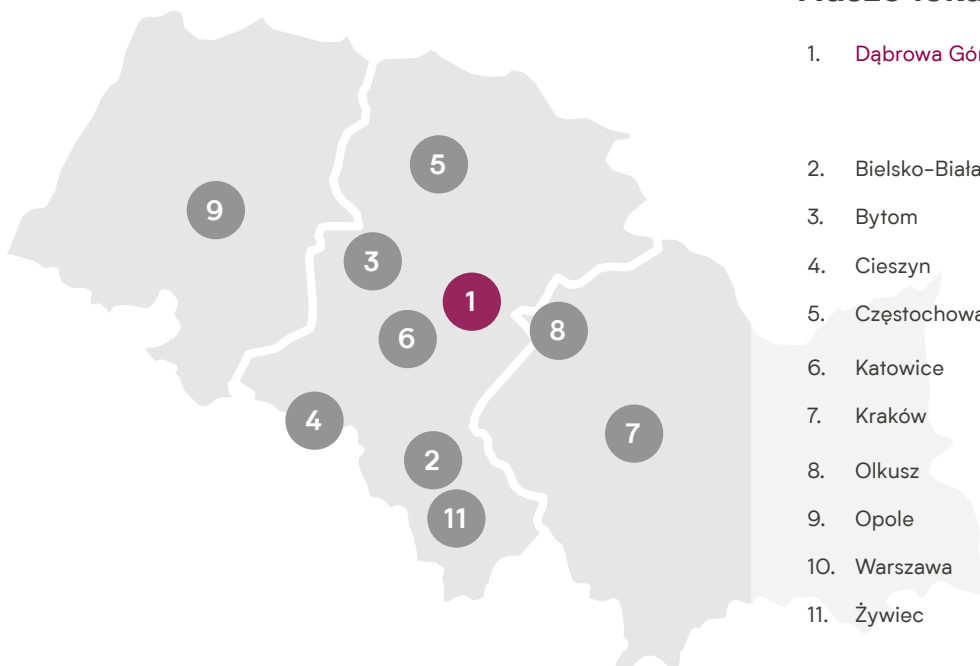 1. Dąbrowa Gór
2. Bielsko-Biała
3. Bytom
4. Cieszyn
5. Częstochowa
6. Katowice
7. Kraków
8. Olkusz
9. Opole
10. Warszawa
11. Żywiec
5
9
3
1
8
6
4
7
2
11